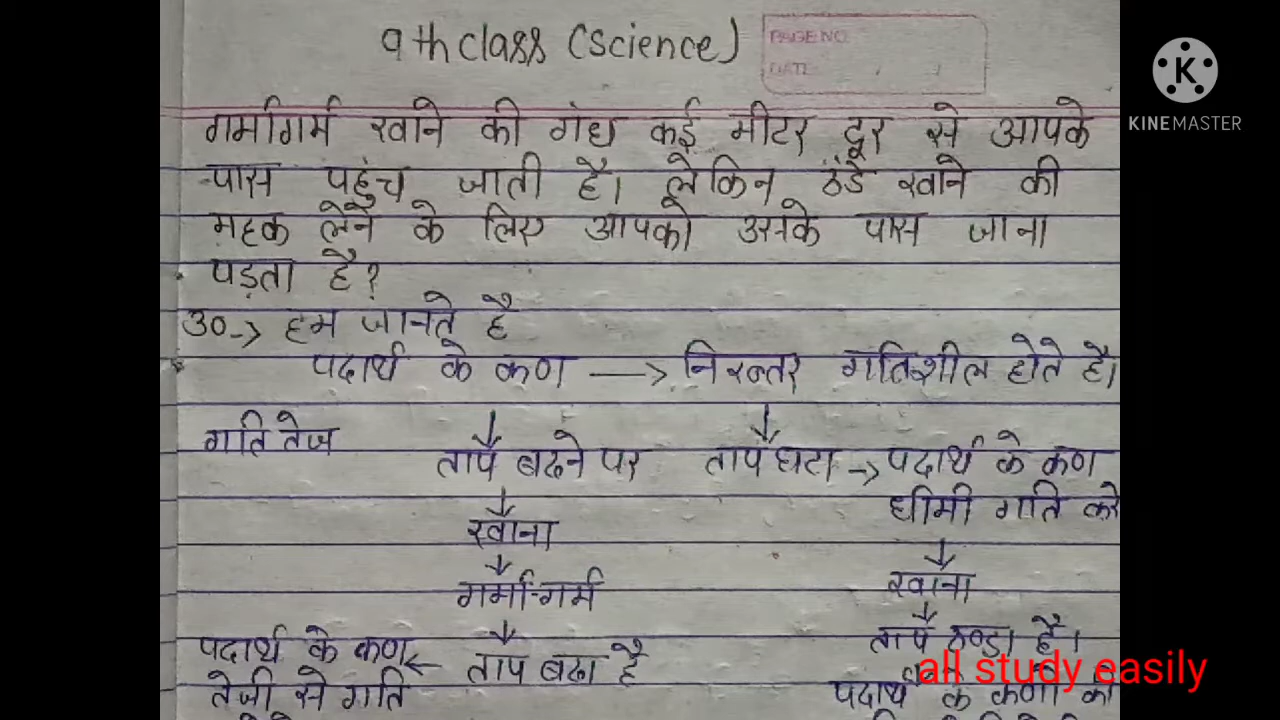 9th class (Science)
PAGE NO
DATE
KINEMASTER
गर्मागर्म खाने की गंध कई मीटर दूर से आपके
पास पहुंच जाती है। लेकिन ठंडे खाने की
महक लेने के लिए आपको उसके पास जाना
पड़ता है?
उ०-> हम जानते है
पदार्थ के कण —> निरन्तर गतिशील होते है।
गति तेज
ताप बढने पर ताप घटा -> पदार्थ के कण
धीमी गति करे
खाना
गर्मा-गर्म
खाना
ताप ठण्डा है।
पदार्थ के कण <- ताप बढा है
तेजी से गति
all study easily
पदार्थ के कणों की